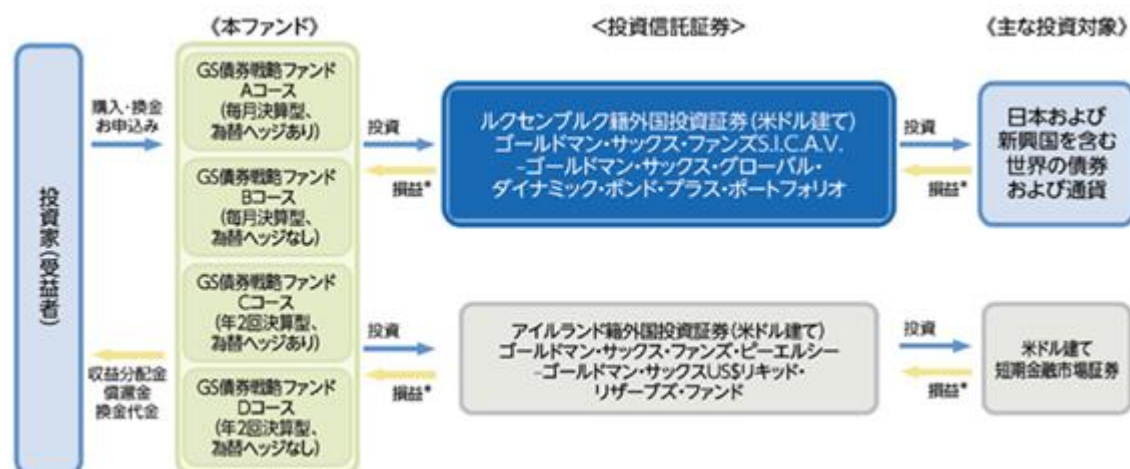 《本ファンド》
<投資信託証券>
《主な投資対象》
投資家(受益者)
購入・換金
お申込み
収益分配金
償還金
換金代金
GS債券戦略ファンド
Aコース
(毎月決算型、
為替ヘッジあり)
GS債券戦略ファンド
Bコース
(毎月決算型、
為替ヘッジなし)
GS債券戦略ファンド
Cコース
(年2回決算型、
為替ヘッジあり)
GS債券戦略ファンド
Dコース
(年2回決算型、
為替ヘッジなし)
投資
損益*
ルクセンブルク籍外国投資証券(米ドル建て)
ゴールドマン・サックス・ファンズS.I.C.A.V.
-ゴールドマン・サックス・グローバル・
ダイナミック・ボンド・プラス・ポートフォリオ
投資
損益*
日本および
新興国を含む
世界の債券
および通貨
投資
損益*
アイルランド籍外国投資証券(米ドル建て)
ゴールドマン・サックス・ファンズ・ピーエルシー
-ゴールドマン・サックスUS$リキッド・
リザーブズ・ファンド
投資
損益*
米ドル建て
短期金融市場証券